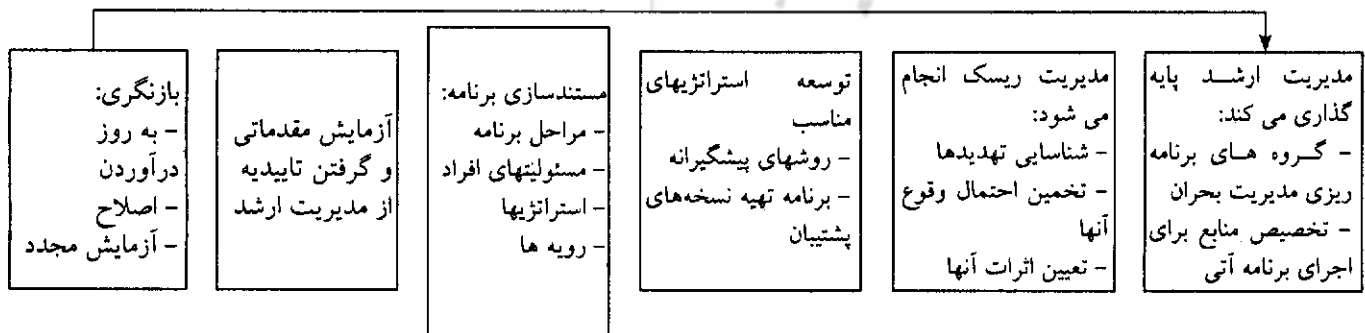 مدیریت ارشد پایه
گذاری می کند:
- گروه های برنامه
ریزی مدیریت بحران
- تخصیص منابع برای
اجرای برنامه آتی
مدیریت ریسک انجام
می شود:
- شناسایی تهدیدها
- تخمین احتمال وقوع
آنها
- تعیین اثرات آنها
توسعه استراتژیهای
مناسب
- روشهای پیشگیرانه
- برنامه تهیه نسخه‌های
پشتیبان
مستندسازی برنامه:
- مراحل برنامه
- مسئولیتهای افراد
- استراتژیها
- رویه ها
آزمایش مقدماتی
و گرفتن تاییدیه
از مدیریت ارشد
بازنگری:
- به روز
درآوردن
- اصلاح
- آزمایش مجدد